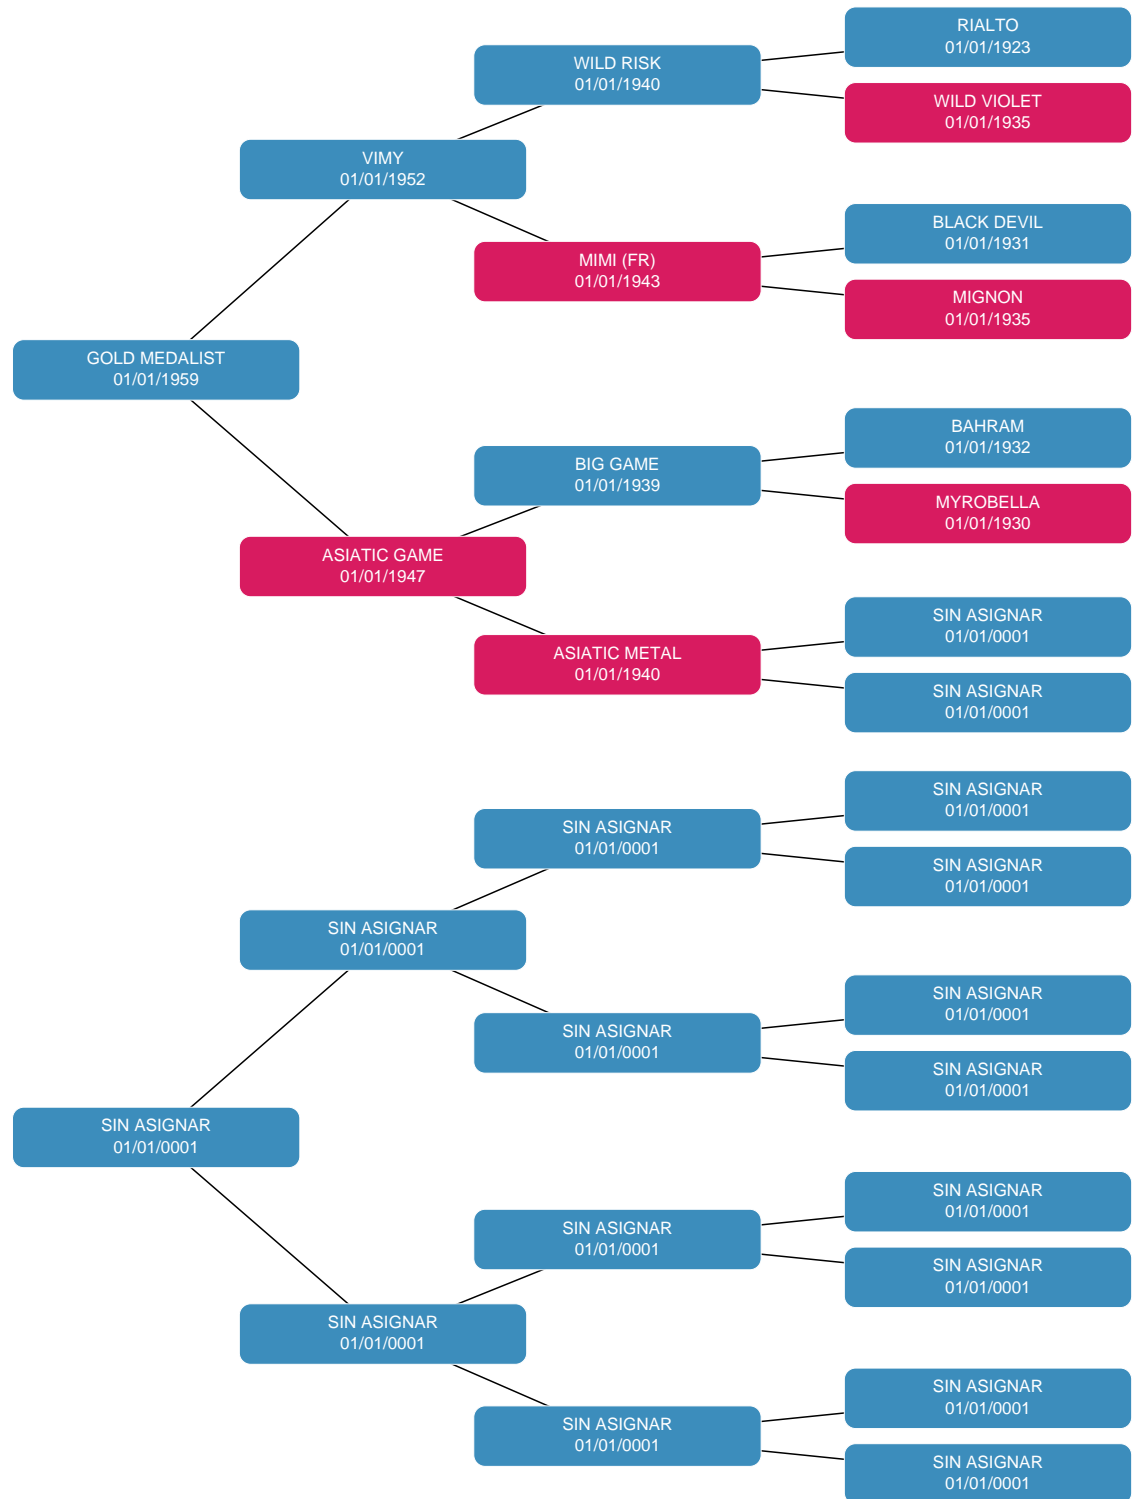 RIALTO
01/01/1923
WILD RISK
01/01/1940
WILD VIOLET
01/01/1935
VIMY
01/01/1952
BLACK DEVIL
01/01/1931
MIMI (FR)
01/01/1943
MIGNON
01/01/1935
GOLD MEDALIST
01/01/1959
BAHRAM
01/01/1932
BIG GAME
01/01/1939
MYROBELLA
01/01/1930
ASIATIC GAME
01/01/1947
SIN ASIGNAR
01/01/0001
ASIATIC METAL
01/01/1940
SIN ASIGNAR
01/01/0001
SIN ASIGNAR
01/01/0001
SIN ASIGNAR
01/01/0001
SIN ASIGNAR
01/01/0001
SIN ASIGNAR
01/01/0001
SIN ASIGNAR
01/01/0001
SIN ASIGNAR
01/01/0001
SIN ASIGNAR
01/01/0001
SIN ASIGNAR
01/01/0001
SIN ASIGNAR
01/01/0001
SIN ASIGNAR
01/01/0001
SIN ASIGNAR
01/01/0001
SIN ASIGNAR
01/01/0001
SIN ASIGNAR
01/01/0001
SIN ASIGNAR
01/01/0001
SIN ASIGNAR
01/01/0001
SIN ASIGNAR
01/01/0001